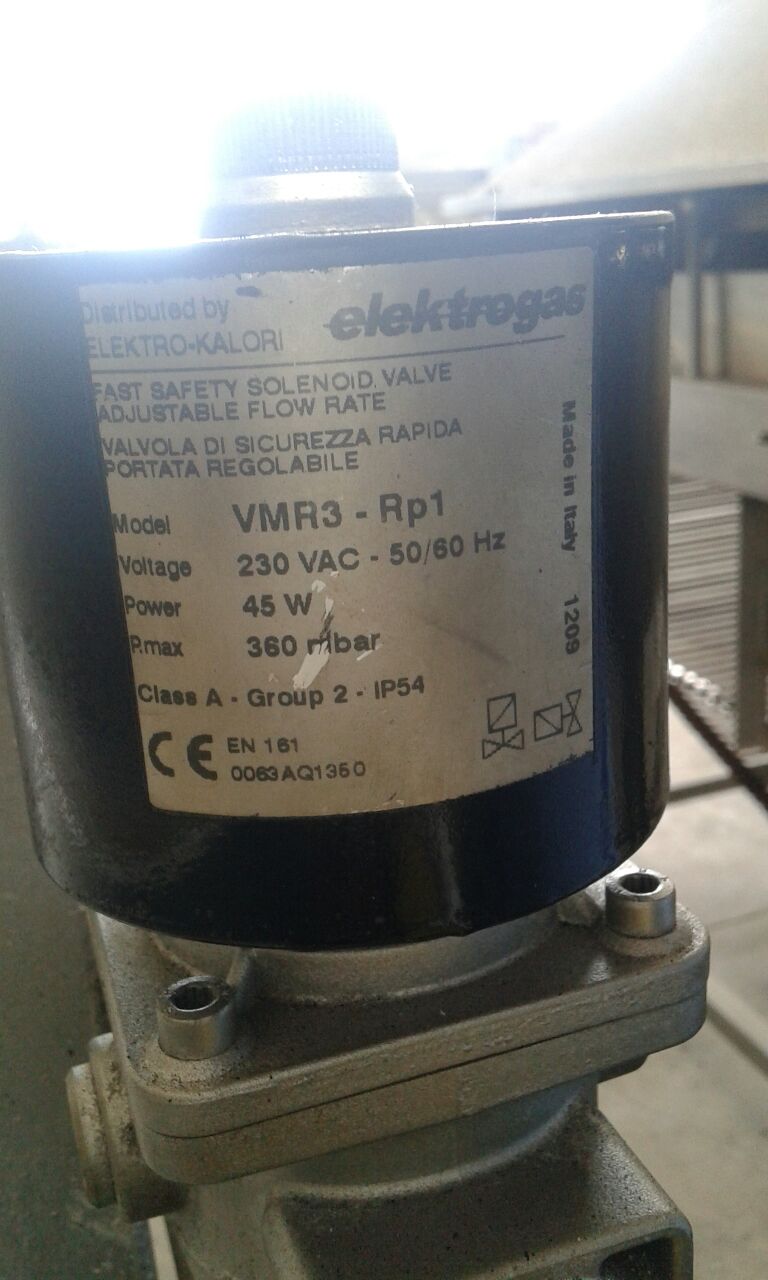 Distributed by
ELEKTRO-KALORI
elektrogas
FAST SAFETY SOLENOID VALVE
ADJUSTABLE FLOW RATE
VALVOLA DI SICUREZZA RAPIDA
PORTATA REGOLABILE
Model VMR3 - Rp1
Voltage 230 VAC - 50/60 Hz
Power 45 W
P.max 360 mbar
Class A - Group 2 - IP54
CE EN 161
0063AQ1350
Made in Italy 1209